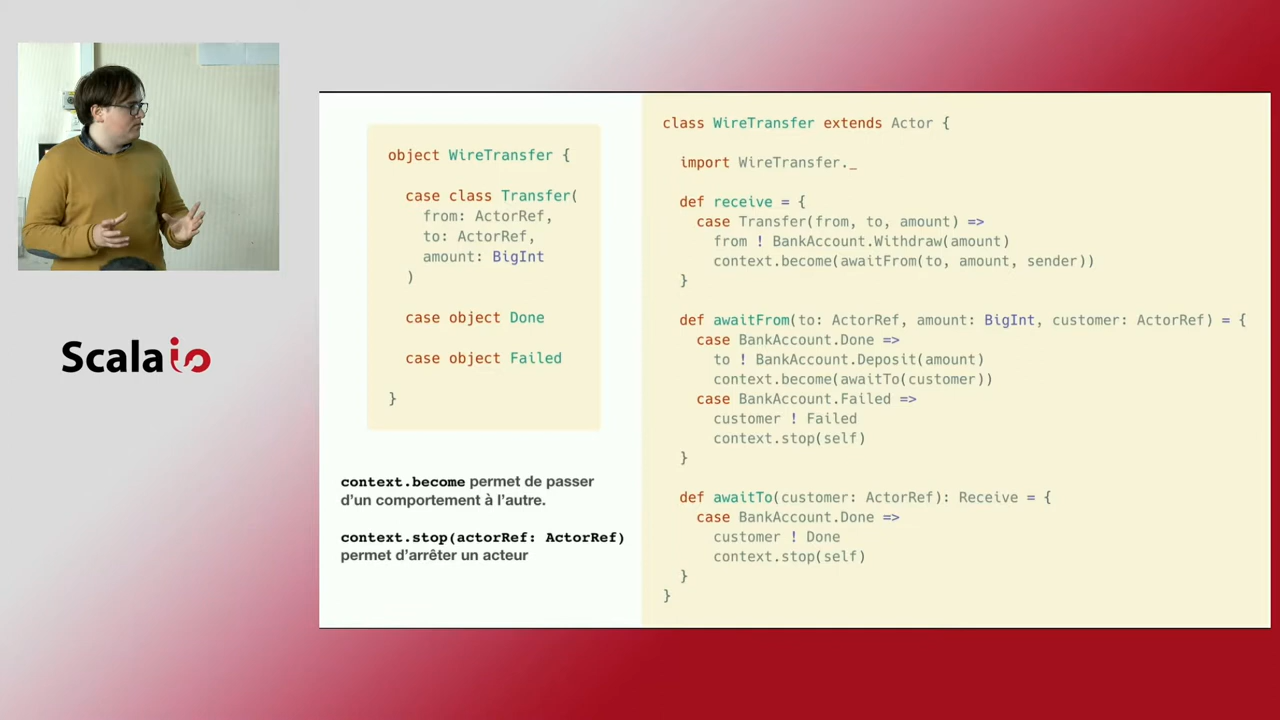 Scalaio
object WireTransfer {
case class Transfer(
from: ActorRef,
to: ActorRef,
amount: BigInt
)
case object Done
case object Failed
}
context.become permet de passer
d'un comportement à l'autre.
context.stop(actorRef: ActorRef)
permet d'arrêter un acteur
class WireTransfer extends Actor {
import WireTransfer._
def receive = {
case Transfer(from, to, amount) =>
from ! BankAccount.Withdraw(amount)
context.become(awaitFrom(to, amount, sender))
}
def awaitFrom(to: ActorRef, amount: BigInt, customer: ActorRef) = {
case BankAccount.Done =>
to ! BankAccount.Deposit(amount)
context.become(awaitTo(customer))
case BankAccount.Failed =>
customer ! Failed
context.stop(self)
}
def awaitTo(customer: ActorRef): Receive = {
case BankAccount.Done =>
customer ! Done
context.stop(self)
}
}